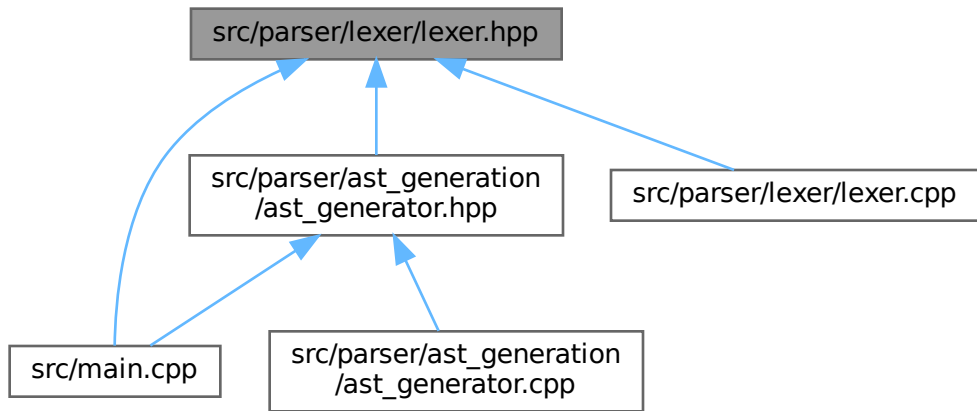 src/parser/lexer/lexer.hpp
src/parser/ast_generation
/ast_generator.hpp
src/parser/lexer/lexer.cpp
src/main.cpp
src/parser/ast_generation
/ast_generator.cpp